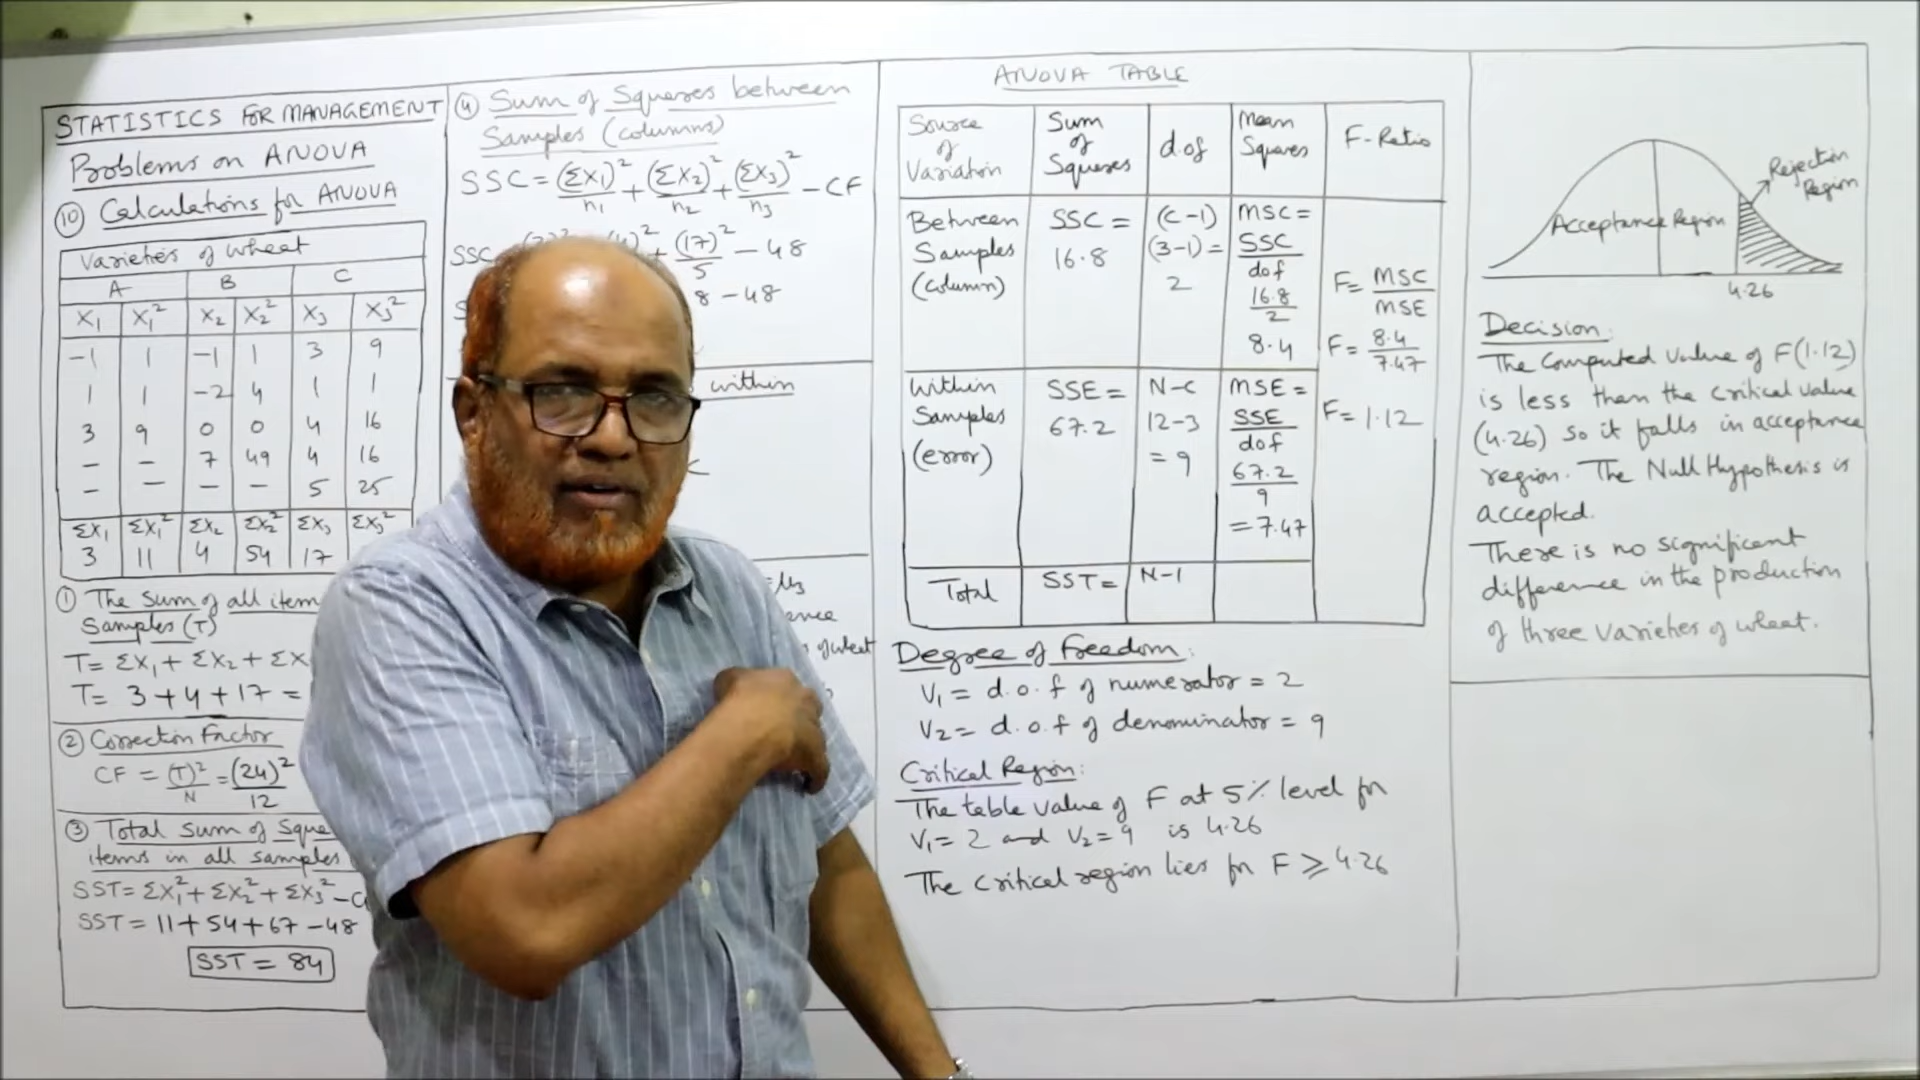 STATISTICS FOR MANAGEMENT
Problems on ANOVA
⑩ Calculations for ANOVA
Varieties of wheat
A B C
X₁ X₁² X₂ X₂² X₃ X₃²
-1 1 -1 1 3 9
1 1 -2 4 1 1
3 9 0 0 4 16
- - 7 49 4 16
- - - - 5 25
ΣX₁ ΣX₁² ΣX₂ ΣX₂² ΣX₃ ΣX₃²
3 11 4 54 17
① The Sum of all item
Samples (T)
T = ΣX₁ + ΣX₂ + ΣX
T = 3 + 4 + 17 =
② Correction Factor
CF = (T)²/N = (24)²/12
③ Total Sum of Squa
items in all samples
SST = ΣX₁² + ΣX₂² + ΣX₃² - C
SST = 11 + 54 + 67 - 48
SST = 84
④ Sum of Squares between
Samples (columns)
SSC = (ΣX₁)²/n₁ + (ΣX₂)²/n₂ + (ΣX₃)²/n₃ - CF
SSC + (17)²/5 - 48
8 - 48
within
μ₃
of wheat
ANOVA TABLE
Source of Variation Sum of Squares d.of Mean Squares F-Ratio
Between Samples (column) SSC = 16.8 (C-1) (3-1) = 2 MSC = SSC/dof 16.8/2 8.4
F = MSC/MSE
F = 8.4/7.47
F = 1.12
Within Samples (error) SSE = 67.2 N-C 12-3 = 9 MSE = SSE/dof 67.2/9 = 7.47
Total SST = N-1
Degree of Freedom:
V₁ = d.o.f of numerator = 2
V₂ = d.o.f of denominator = 9
Critical Region:
The table value of F at 5% level for
V₁ = 2 and V₂ = 9 is 4.26
The critical region lies for F ≥ 4.26
Rejection
Region
Acceptance Region
4.26
Decision:
The Computed value of F(1.12)
is less than the critical value
(4.26) so it falls in acceptance
region. The Null Hypothesis is
accepted.
There is no significant
difference in the production
of three varieties of wheat.